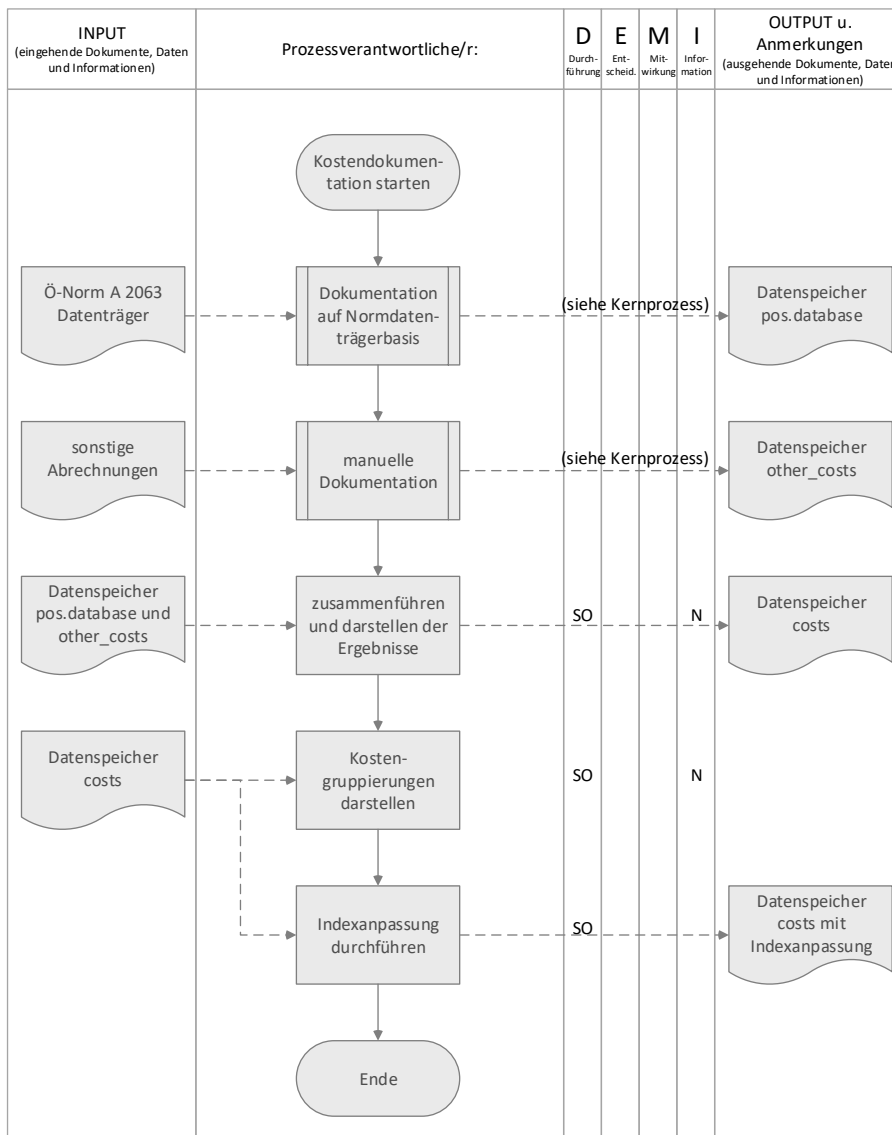 INPUT
(eingehende Dokumente, Daten
und Informationen)
Prozessverantwortliche/r:
D
Durch-
führung
E
Ent-
scheid.
M
Mit-
wirkung
I
Infor-
mation
OUTPUT u.
Anmerkungen
(ausgehende Dokumente, Daten
und Informationen)
Kostendokumen-
tation starten
Ö-Norm A 2063
Datenträger
Dokumentation
auf Normdaten-
trägerbasis
(siehe Kernprozess)
Datenspeicher
pos.database
sonstige
Abrechnungen
manuelle
Dokumentation
(siehe Kernprozess)
Datenspeicher
other_costs
Datenspeicher
pos.database und
other_costs
zusammenführen
und darstellen der
Ergebnisse
SO
N
Datenspeicher
costs
Datenspeicher
costs
Kosten-
gruppierungen
darstellen
SO
N
Indexanpassung
durchführen
SO
Datenspeicher
costs mit
Indexanpassung
Ende